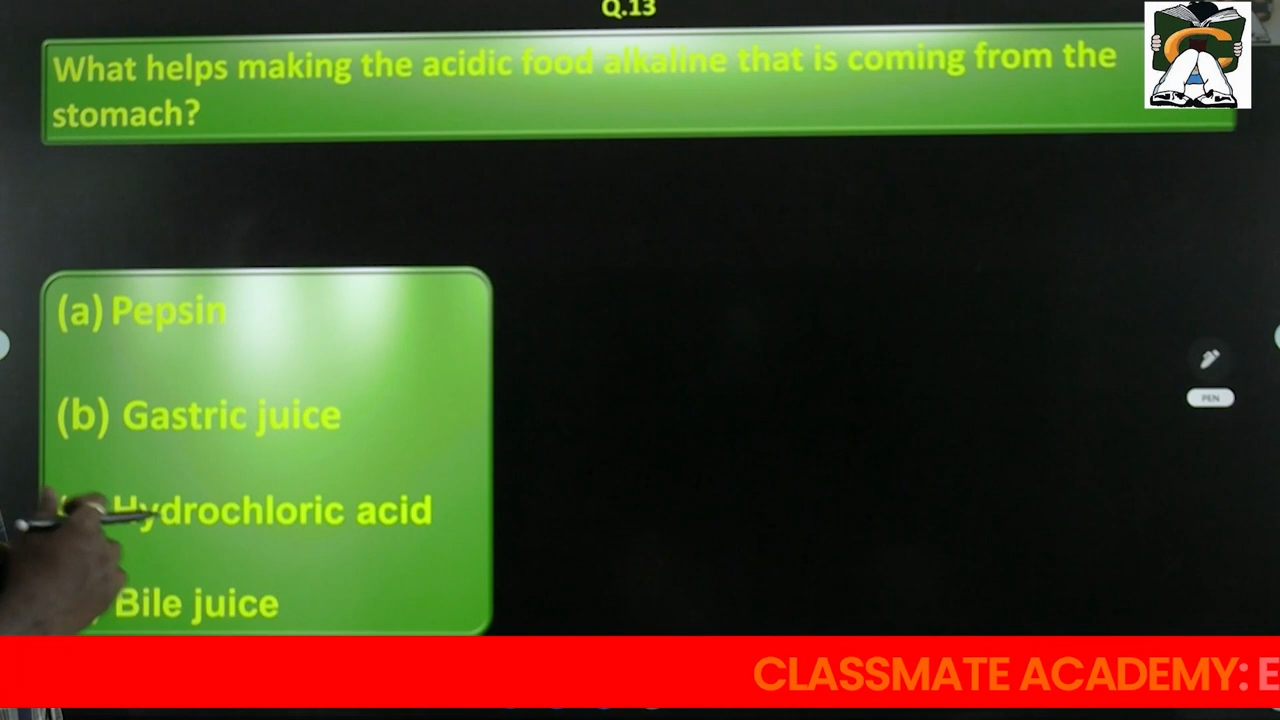 Q.13
What helps making the acidic food alkaline that is coming from the
stomach?
(a) Pepsin
(b) Gastric juice
Hydrochloric acid
Bile juice
PEN
CLASSMATE ACADEMY: E